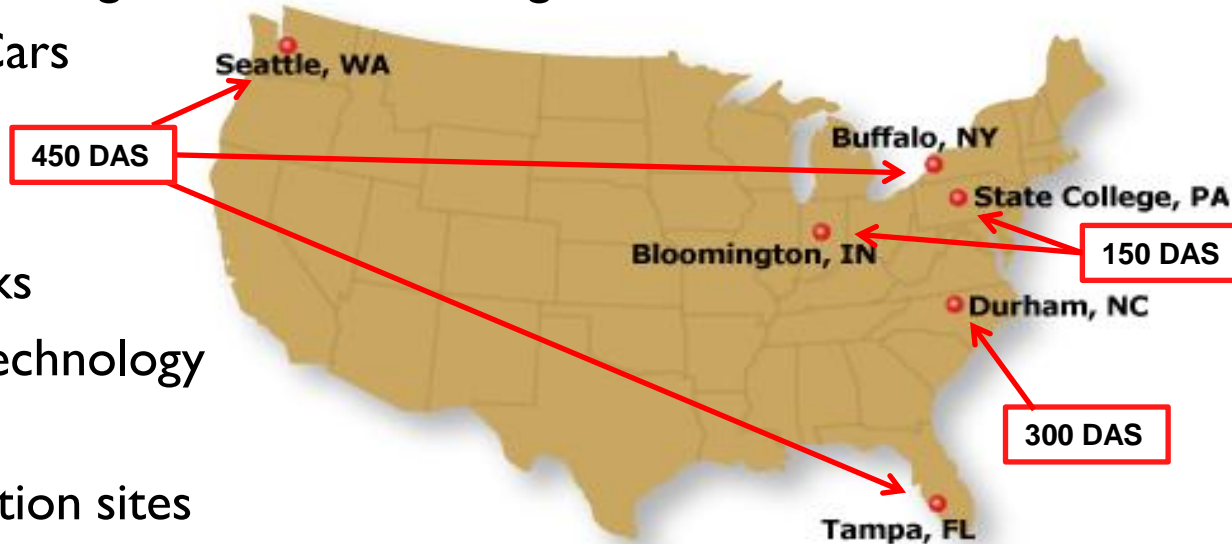 Cars
Seattle, WA
Buffalo, NY
450 DAS
State College, PA
Bloomington, IN
150 DAS
ks
Durham, NC
echnology
300 DAS
tion sites
Tampa, FL